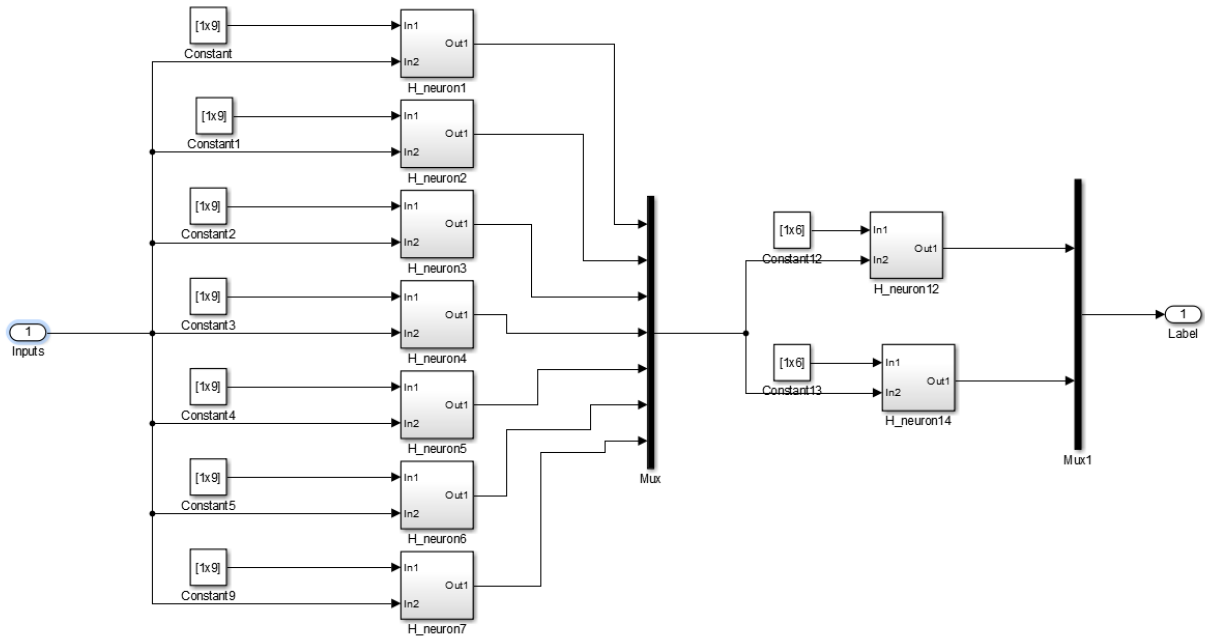 [1x9]
Constant
In1
In2
Out1
H_neuron1
[1x9]
Constant1
In1
In2
Out1
H_neuron2
[1x9]
Constant2
In1
In2
Out1
H_neuron3
[1x9]
Constant3
In1
In2
Out1
H_neuron4
1
Inputs
[1x9]
Constant4
In1
In2
Out1
H_neuron5
[1x9]
Constant5
In1
In2
Out1
H_neuron6
[1x9]
Constant9
In1
In2
Out1
H_neuron7
Mux
[1x6]
Constant12
In1
In2
Out1
H_neuron12
[1x6]
Constant13
In1
In2
Out1
H_neuron14
Mux1
1
Label